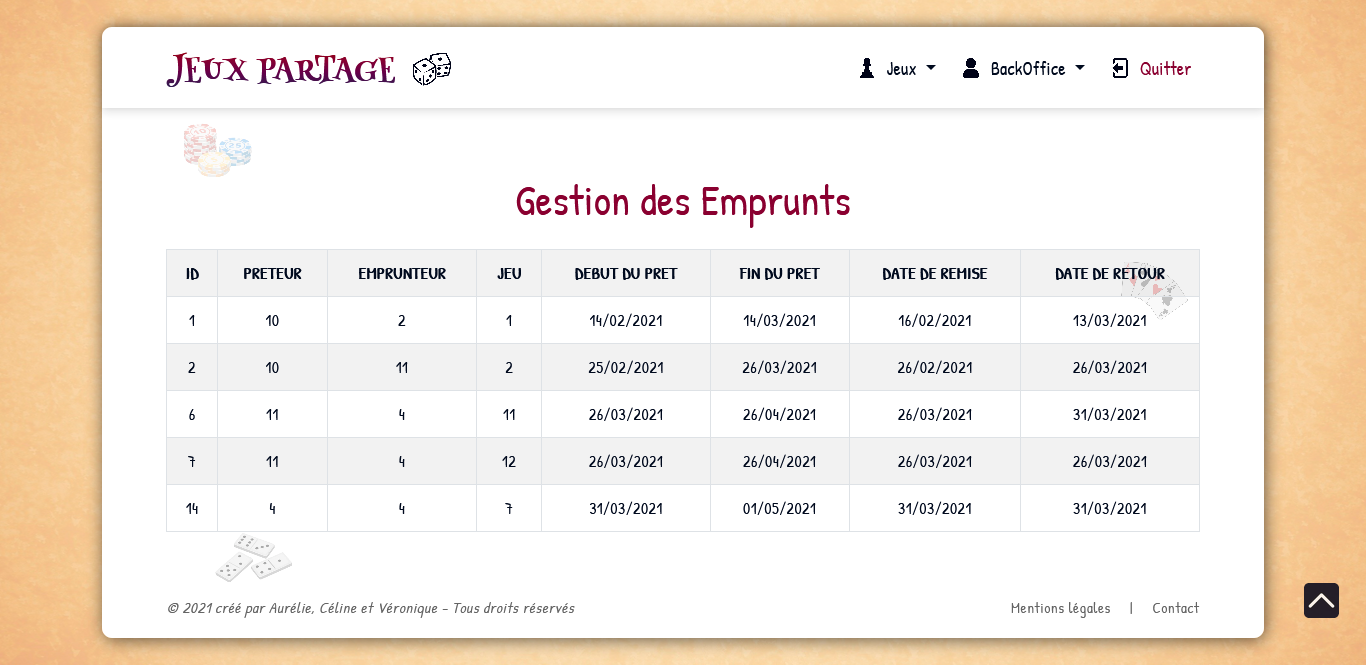 JEUX PARTAGE
Jeux
BackOffice
Quitter
Gestion des Emprunts
ID PRETEUR EMPRUNTEUR JEU DEBUT DU PRET FIN DU PRET DATE DE REMISE DATE DE RETOUR
1 10 2 1 14/02/2021 14/03/2021 16/02/2021 13/03/2021
2 10 11 2 25/02/2021 26/03/2021 26/02/2021 26/03/2021
6 11 4 11 26/03/2021 26/04/2021 26/03/2021 31/03/2021
7 11 4 12 26/03/2021 26/04/2021 26/03/2021 26/03/2021
14 4 4 7 31/03/2021 01/05/2021 31/03/2021 31/03/2021
© 2021 créé par Aurélie, Céline et Véronique - Tous droits réservés
Mentions légales | Contact